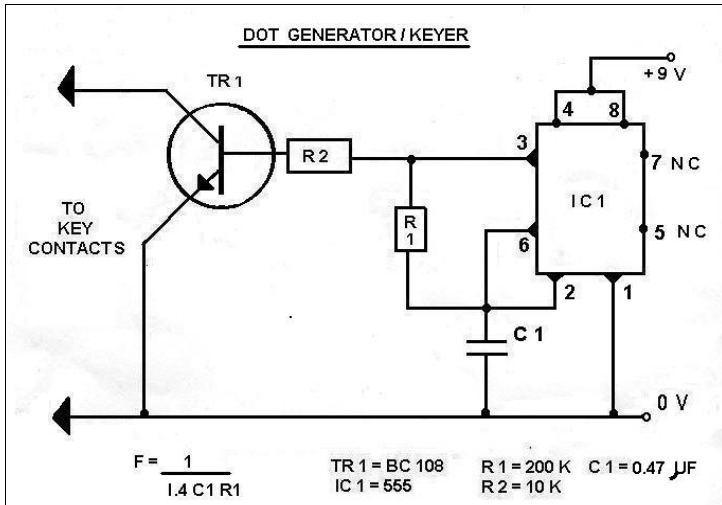 DOT GENERATOR / KEYER
+9 V
TR 1
4 8
3
7 NC
R 2
IC 1
R 1
TO
KEY
CONTACTS
6
5 NC
2 1
C 1
0 V
F = 1
1.4 C1 R1
TR 1 = BC 108 R 1 = 200 K C 1 = 0.47 µF
IC 1 = 555 R 2 = 10 K